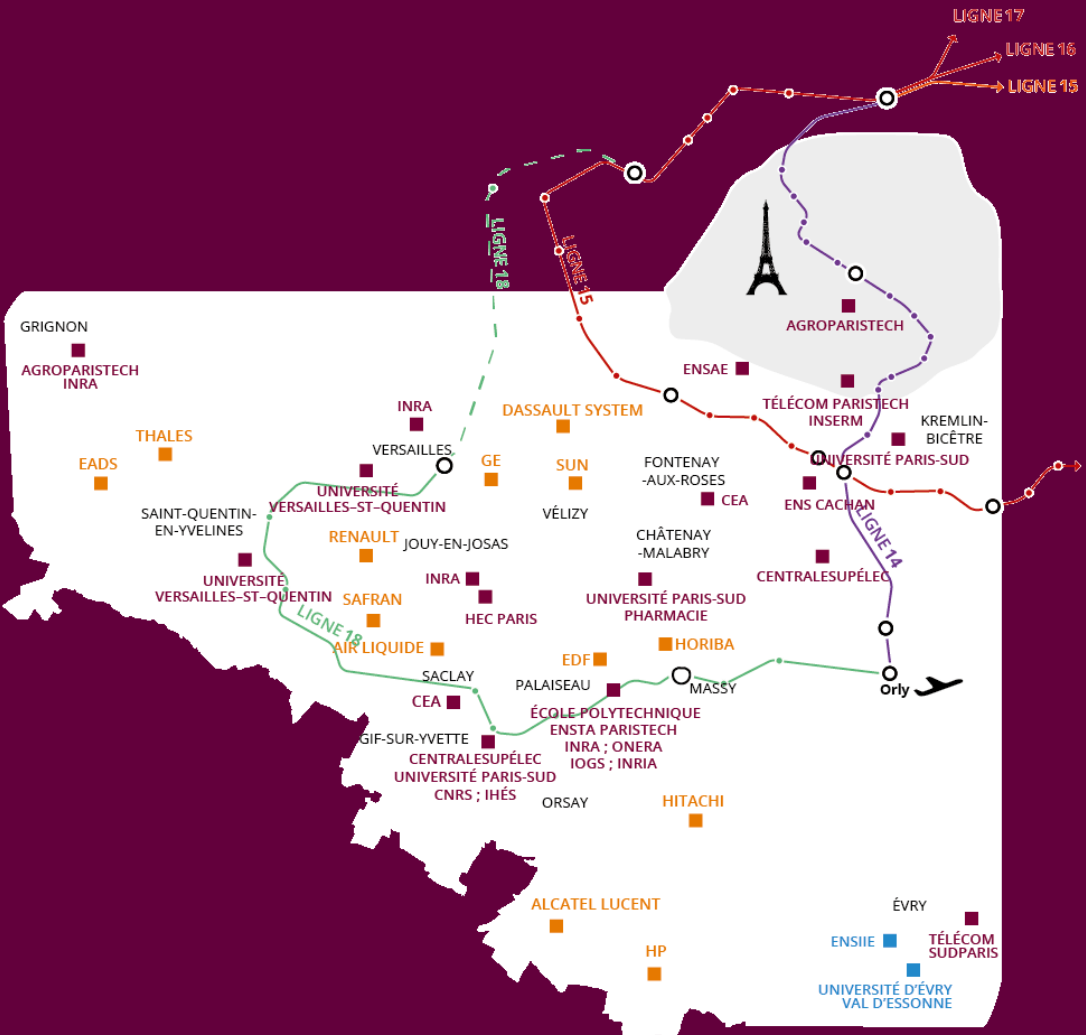 LIGNE 17
LIGNE 16
LIGNE 15
LIGNE 18
LIGNE 15
GRIGNON
AGROPARISTECH
INRA
AGROPARISTECH
ENSAE
TÉLÉCOM PARISTECH
INSERM
KREMLIN-
BICÊTRE
UNIVERSITÉ PARIS-SUD
INRA
DASSAULT SYSTEM
THALES
EADS
VERSAILLES
GE
SUN
FONTENAY
-AUX-ROSES
CEA
ENS CACHAN
UNIVERSITÉ
VERSAILLES–ST–QUENTIN
SAINT-QUENTIN-
EN-YVELINES
VÉLIZY
LIGNE 14
RENAULT
JOUY-EN-JOSAS
CHÂTENAY
-MALABRY
UNIVERSITÉ
VERSAILLES–ST–QUENTIN
INRA
HEC PARIS
UNIVERSITÉ PARIS-SUD
PHARMACIE
CENTRALESUPÉLEC
SAFRAN
LIGNE 18
AIR LIQUIDE
EDF
HORIBA
SACLAY
PALAISEAU
MASSY
Orly
CEA
ÉCOLE POLYTECHNIQUE
ENSTA PARISTECH
INRA ; ONERA
IOGS ; INRIA
GIF-SUR-YVETTE
CENTRALESUPÉLEC
UNIVERSITÉ PARIS-SUD
CNRS ; IHÉS
ORSAY
HITACHI
ALCATEL LUCENT
HP
ÉVRY
ENSIIE
TÉLÉCOM
SUDPARIS
UNIVERSITÉ D'ÉVRY
VAL D'ESSONNE